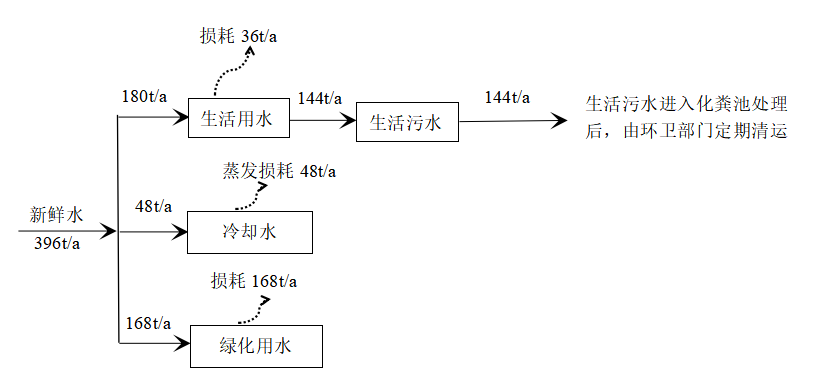 损耗 36t/a
180t/a
生活用水
144t/a
生活污水
144t/a
生活污水进入化粪池处理
后，由环卫部门定期清运
蒸发损耗 48t/a
新鲜水
396t/a
48t/a
冷却水
损耗 168t/a
168t/a
绿化用水